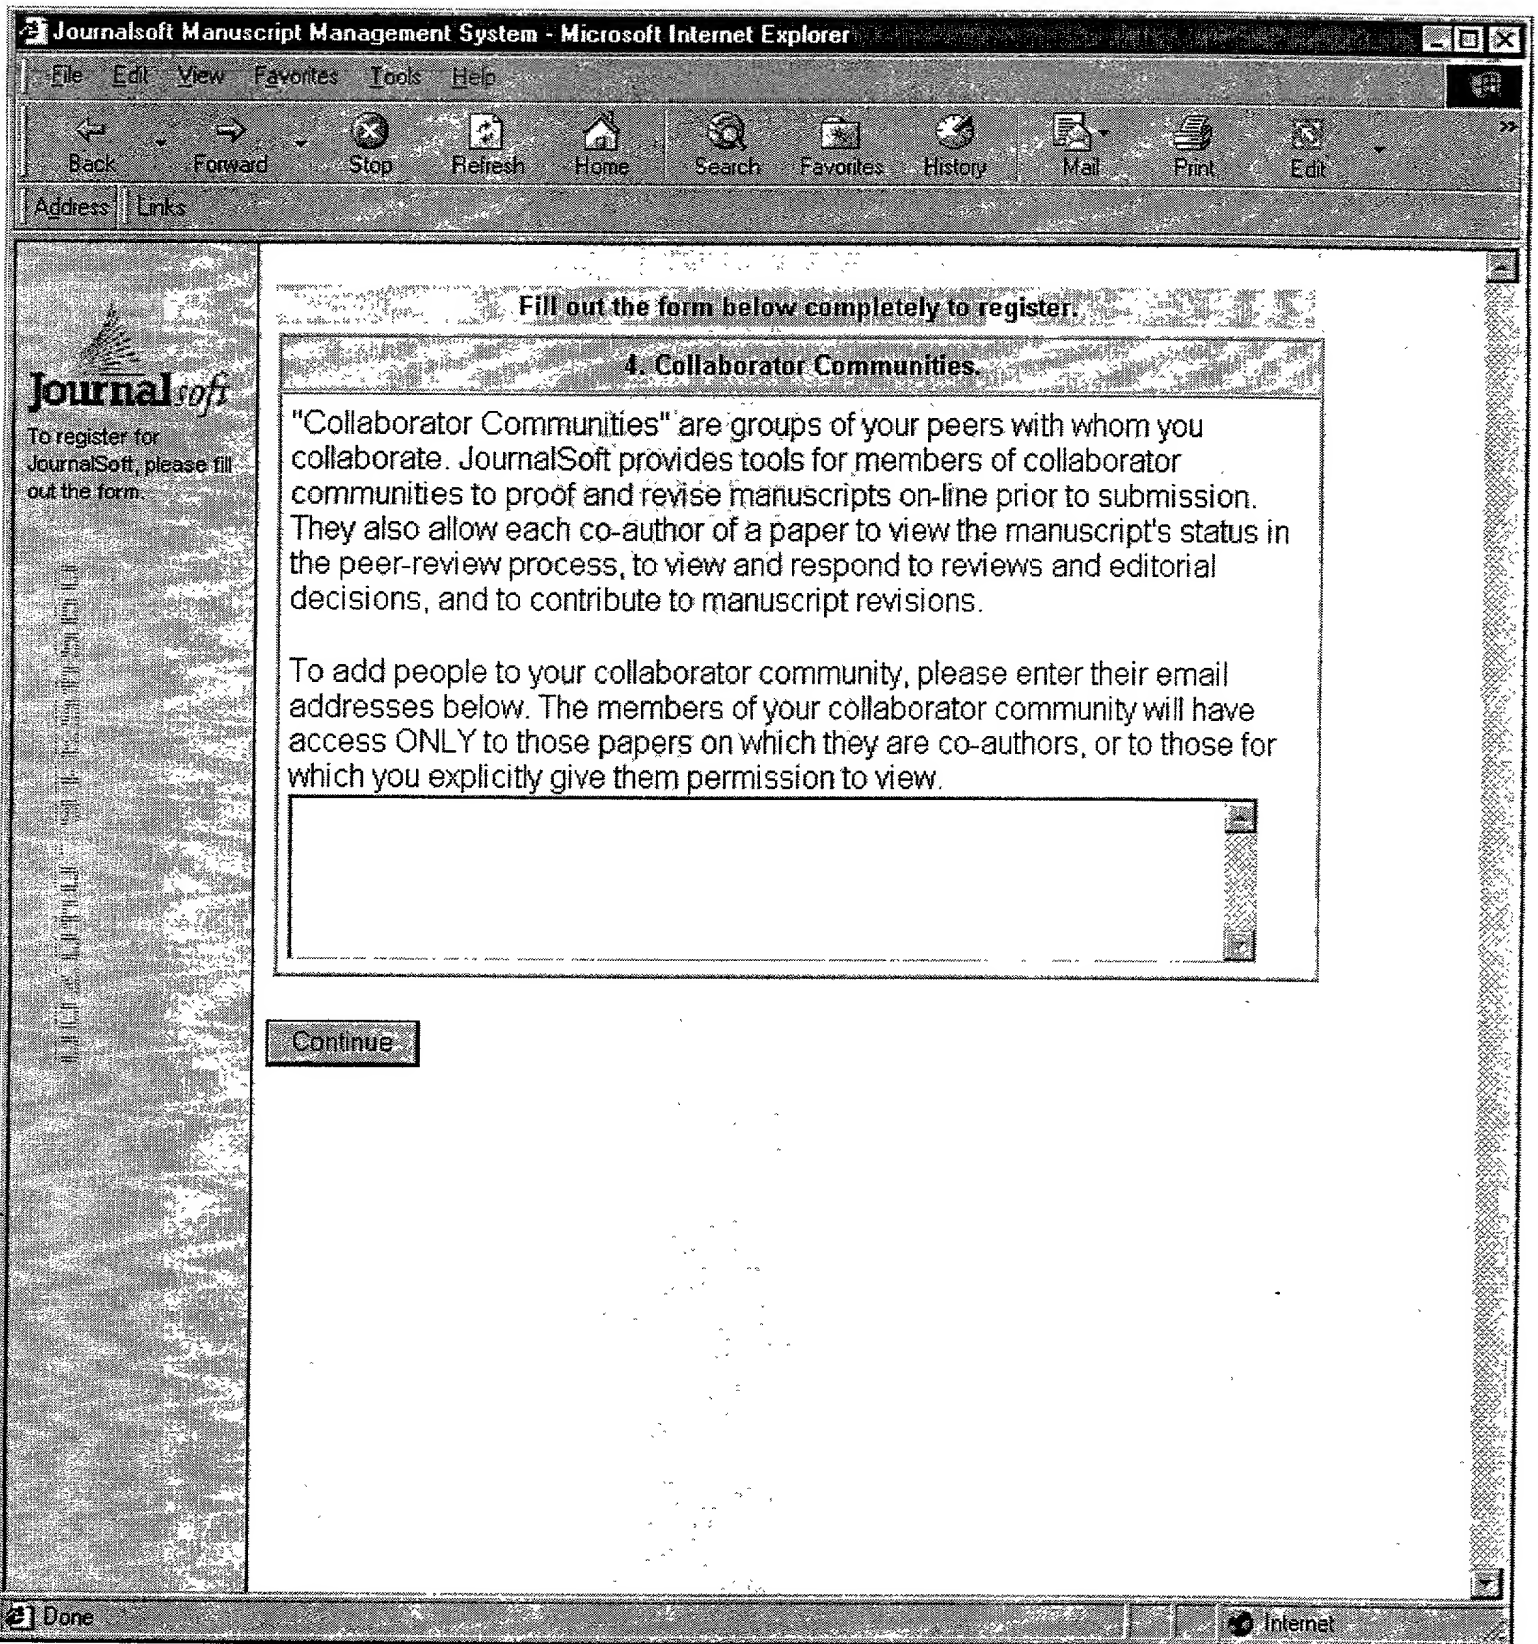 Journalsoft Manuscript Management System - Microsoft Internet Explorer
File Edit View Favorites Tools Help
Back Forward Stop Refresh Home Search Favorites History Mail Print Edit »
Address Links
Journalsoft
To register for
JournalSoft, please fill
out the form.
Fill out the form below completely to register.
4. Collaborator Communities.
"Collaborator Communities" are groups of your peers with whom you
collaborate. JournalSoft provides tools for members of collaborator
communities to proof and revise manuscripts on-line prior to submission.
They also allow each co-author of a paper to view the manuscript's status in
the peer-review process, to view and respond to reviews and editorial
decisions, and to contribute to manuscript revisions.
To add people to your collaborator community, please enter their email
addresses below. The members of your collaborator community will have
access ONLY to those papers on which they are co-authors, or to those for
which you explicitly give them permission to view.
Continue
Done Internet